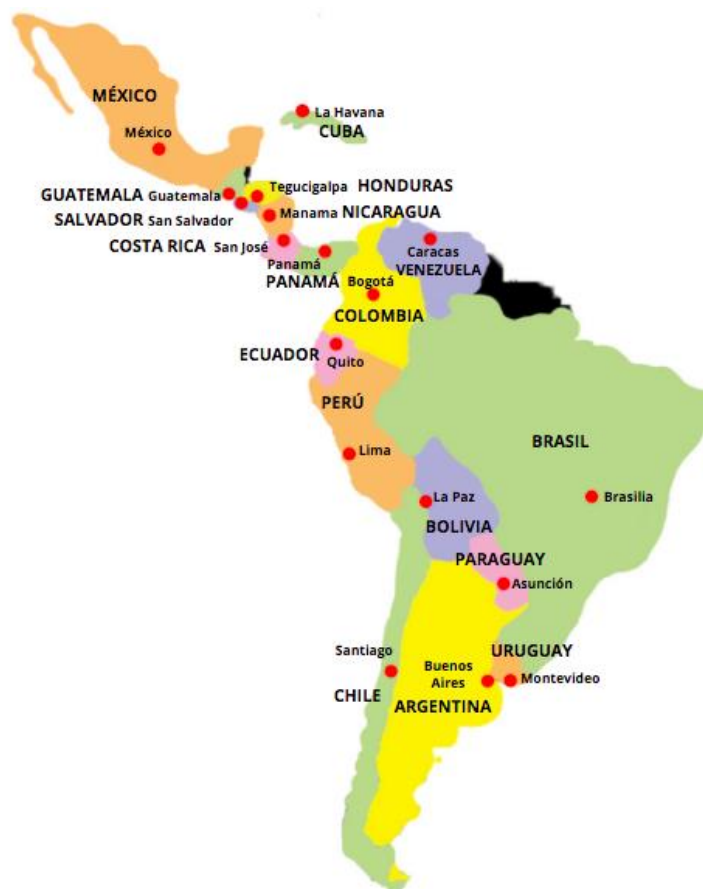 MÉXICO
México
La Havana
CUBA
Tegucigalpa HONDURAS
GUATEMALA Guatemala
Manama NICARAGUA
SALVADOR San Salvador
COSTA RICA San José
Panamá
PANAMÁ
Caracas
VENEZUELA
Bogotá
COLOMBIA
ECUADOR
Quito
PERÚ
Lima
BRASIL
La Paz
Brasilia
BOLIVIA
PARAGUAY
Asunción
Santiago
URUGUAY
Buenos
Aires
Montevideo
CHILE
ARGENTINA